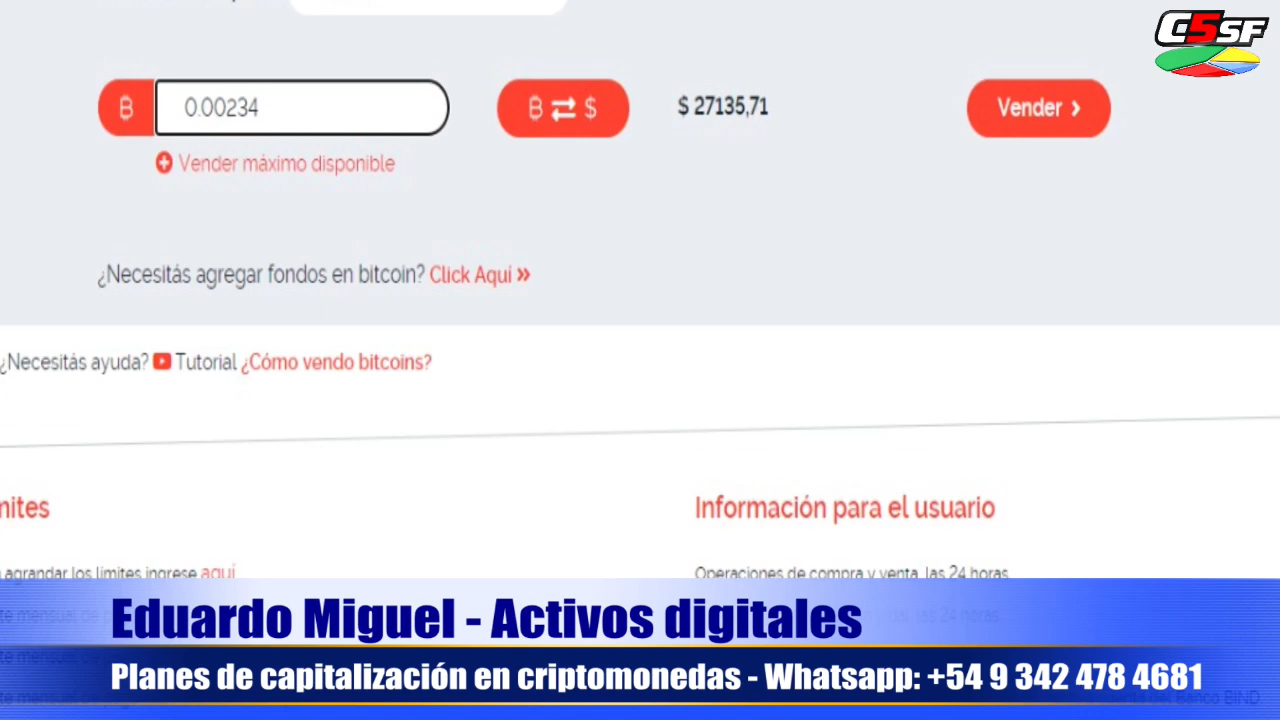 C5SF
₿ 0.00234 ₿ ⇄ $ $ 27135,71 Vender ›
Vender máximo disponible
¿Necesitás agregar fondos en bitcoin? Click Aquí »
¿Necesitás ayuda? Tutorial ¿Cómo vendo bitcoins?
mites
Información para el usuario
agrandar los límites ingrese aquí
Operaciones de compra y venta, las 24 horas
Eduardo Miguel - Activos digitales
Planes de capitalización en criptomonedas - Whatsapp: +54 9 342 478 4681